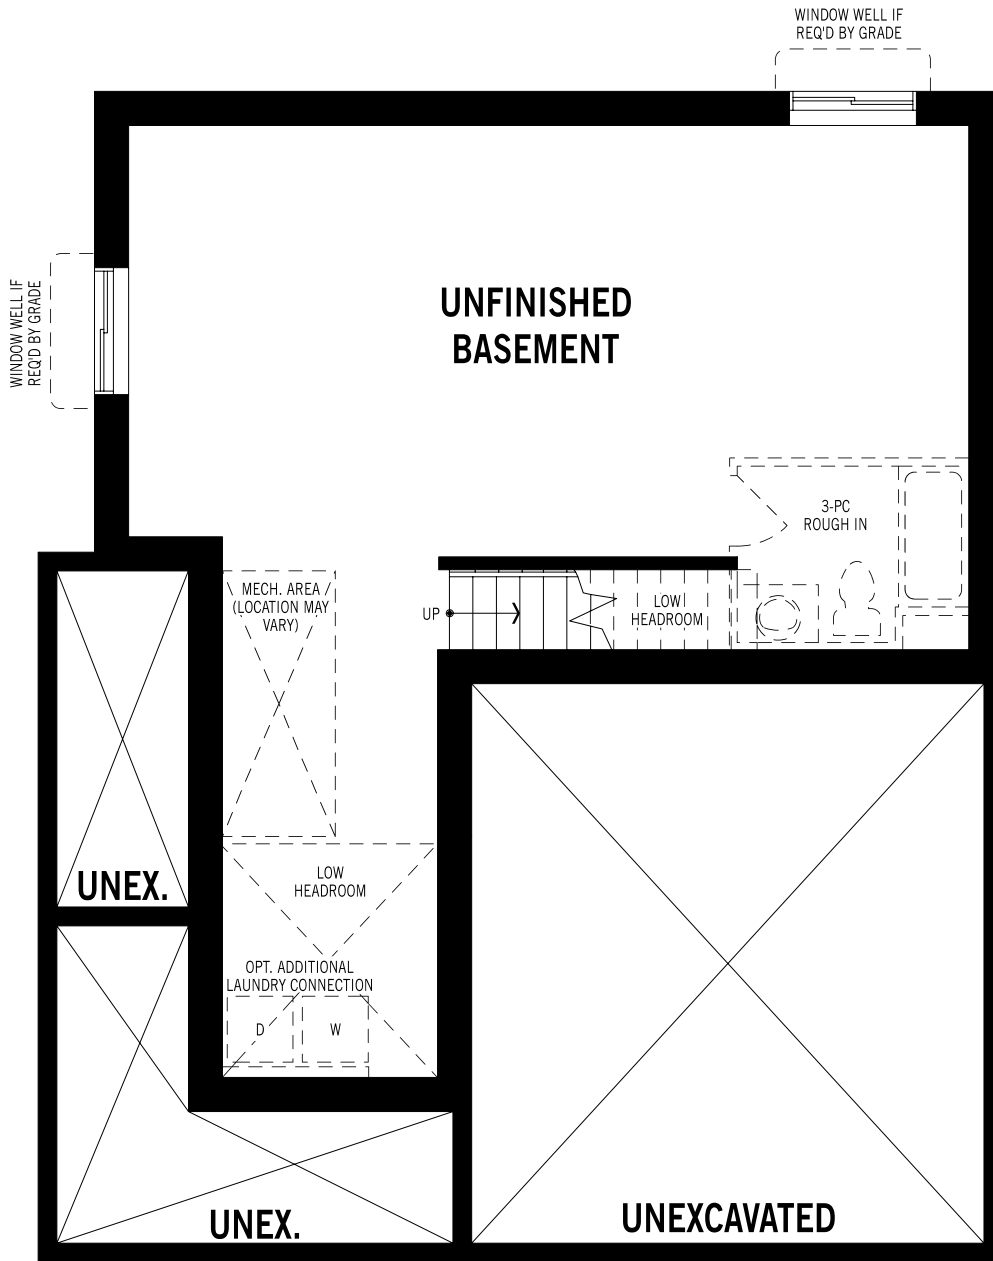 WINDOW WELL IF
REQ'D BY GRADE
WINDOW WELL IF
REQ'D BY GRADE
UNFINISHED
BASEMENT
3-PC
ROUGH IN
MECH. AREA
(LOCATION MAY
VARY)
UP
LOW
HEADROOM
LOW
HEADROOM
UNEX.
OPT. ADDITIONAL
LAUNDRY CONNECTION
D
W
UNEX.
UNEXCAVATED